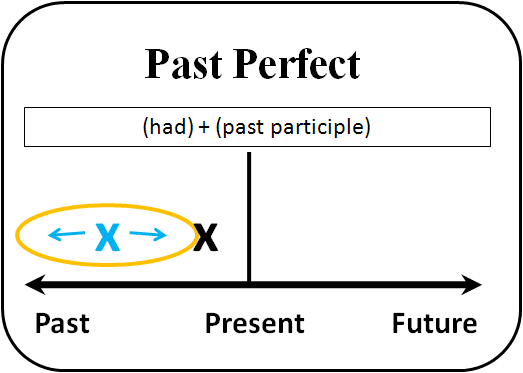 Past Perfect
(had) + (past participle)
X X
Past Present Future